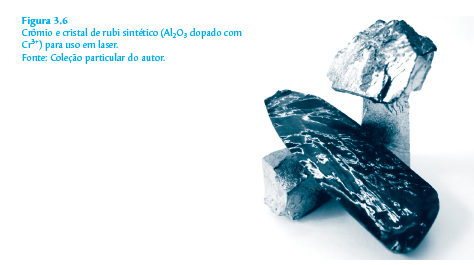 Figura 3.6
Crômio e cristal de rubi sintético (Al₂O₃ dopado com
Cr³⁺) para uso em laser.
Fonte: Coleção particular do autor.